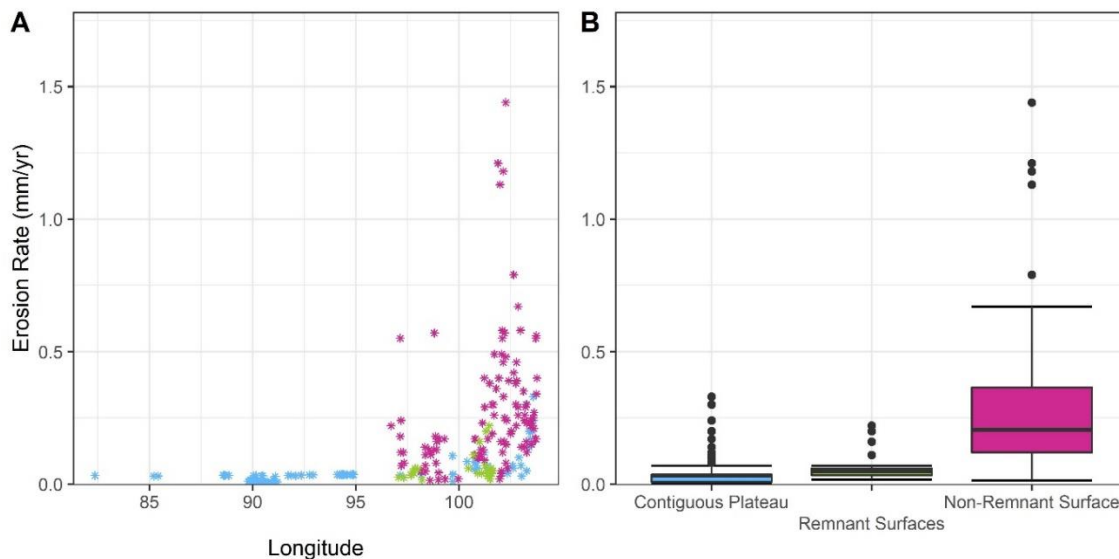 A
B
Erosion Rate (mm/yr)
1.5
1.0
0.5
0.0
85
90
95
100
Longitude
1.5
1.0
0.5
0.0
Contiguous Plateau
Remnant Surfaces
Non-Remnant Surface